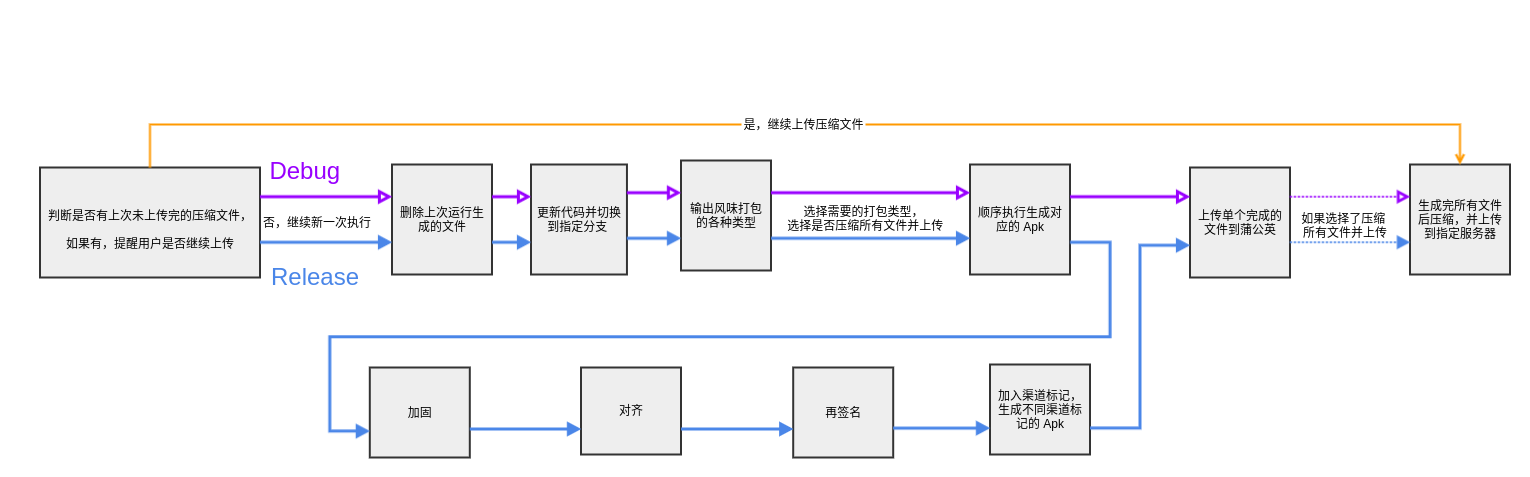 是，继续上传压缩文件
Debug
判断是否有上次未上传完的压缩文件，
如果有，提醒用户是否继续上传
否，继续新一次执行
Release
删除上次运行生
成的文件
更新代码并切换
到指定分支
输出风味打包
的各种类型
选择需要的打包类型，
选择是否压缩所有文件并上传
顺序执行生成对
应的 Apk
上传单个完成的
文件到蒲公英
如果选择了压缩
所有文件并上传
生成完所有文件
后压缩，并上传
到指定服务器
加固
对齐
再签名
加入渠道标记，
生成不同渠道标
记的 Apk